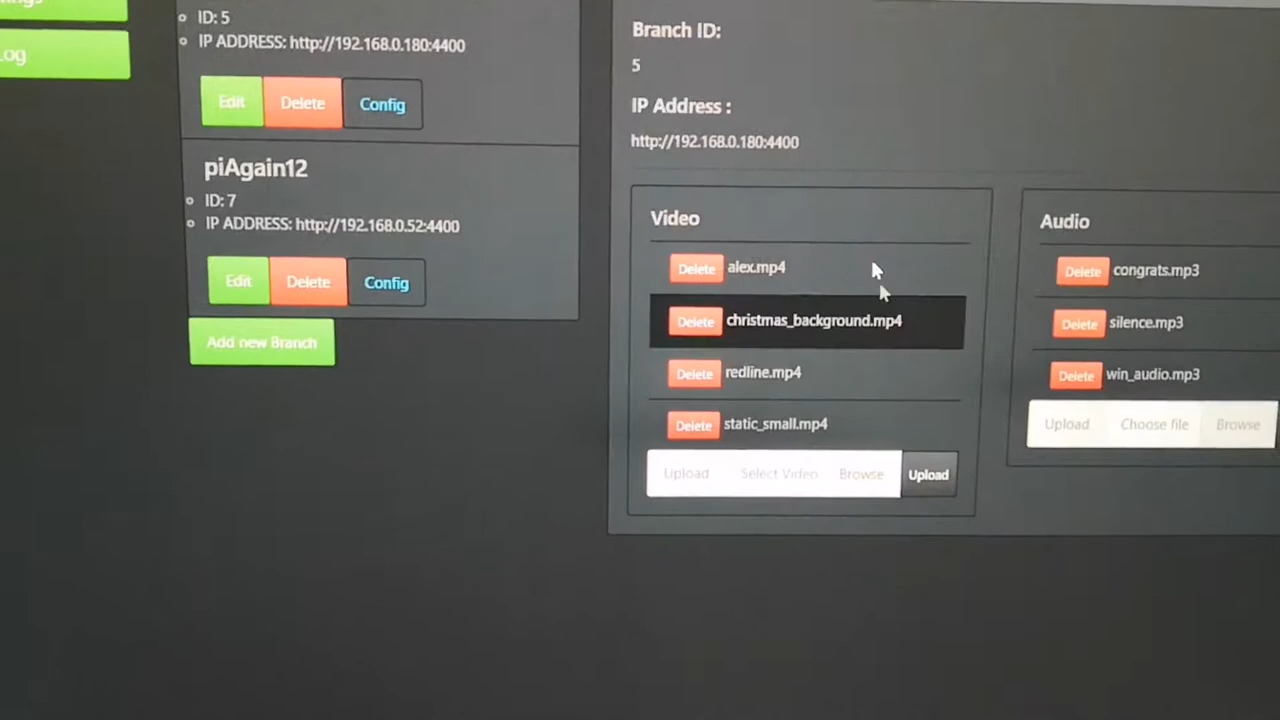 ID: 5
IP ADDRESS: http://192.168.0.180:4400
Edit
Delete
Config
piAgain12
ID: 7
IP ADDRESS: http://192.168.0.52:4400
Edit
Delete
Config
Add new Branch
Branch ID:
5
IP Address :
http://192.168.0.180:4400
Video
Delete alex.mp4
Delete christmas_background.mp4
Delete redline.mp4
Delete static_small.mp4
Upload Select Video Browse Upload
Audio
Delete congrats.mp3
Delete silence.mp3
Delete win_audio.mp3
Upload Choose file Browse